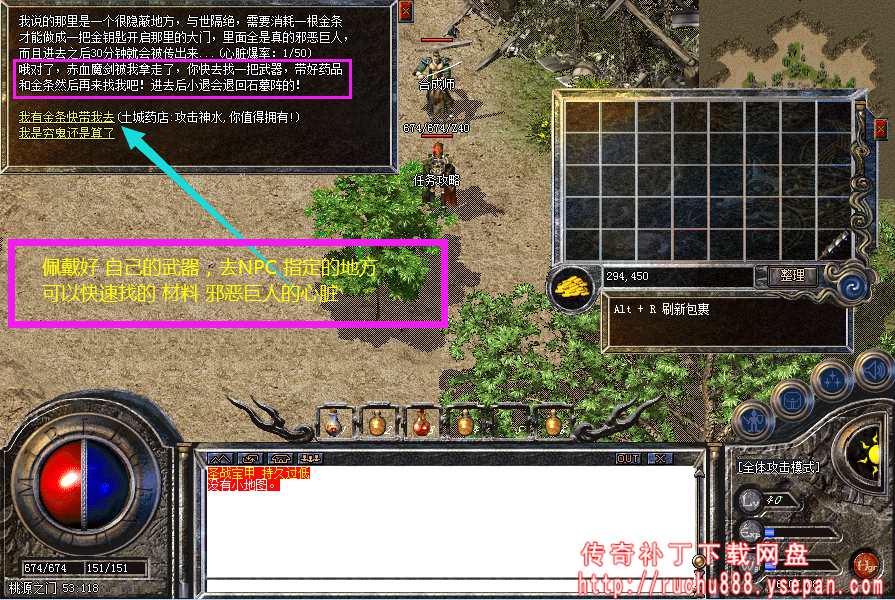 我说的那里是一个很隐蔽地方，与世隔绝，需要消耗一根金条
才能做成一把金钥匙开启那里的大门，里面全是真的邪恶巨人，
而且进去之后30分钟就会被传出来...(心脏爆率：1/50)
哦对了，赤血魔剑被我拿走了，你快去找一把武器，带好药品
和金条然后再来找我吧！进去后小退会退回石墓阵的！
我有金条快带我去(土城药店:攻击神水,你值得拥有!)
我是穷鬼还是算了
合成师
674/674/Z40
任务攻略
佩戴好 自己的武器，去NPC 指定的地方
可以快速找的 材料 邪恶巨人的心脏
294,450
整理
Alt + R 刷新包裹
OUT
圣战宝甲 持久过低
没有小地图。
[全体攻击模式]
Lv 40
Exp
Hgr
674/674 151/151
桃源之门 53:118
传奇补丁下载网盘
http://ruchu888.ysepan.com